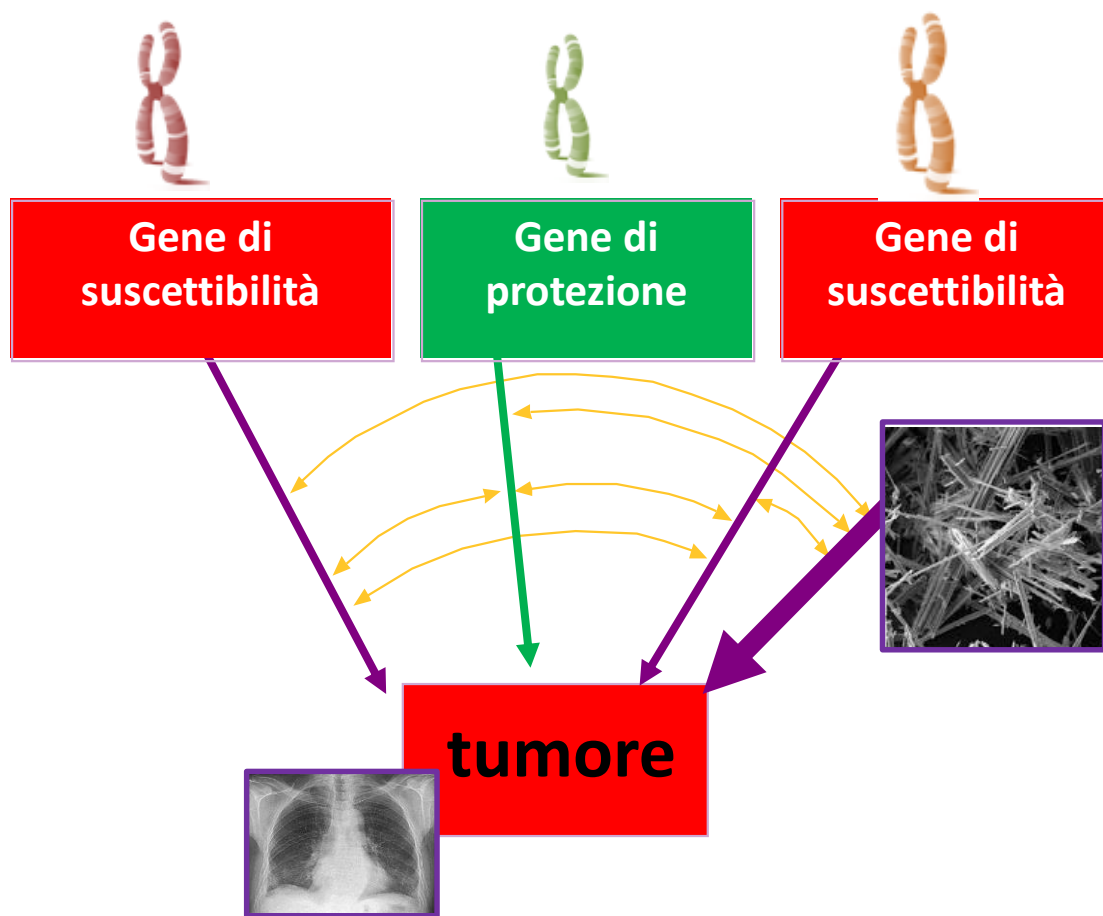 Gene di
suscettibilità
Gene di
protezione
Gene di
suscettibilità
tumore